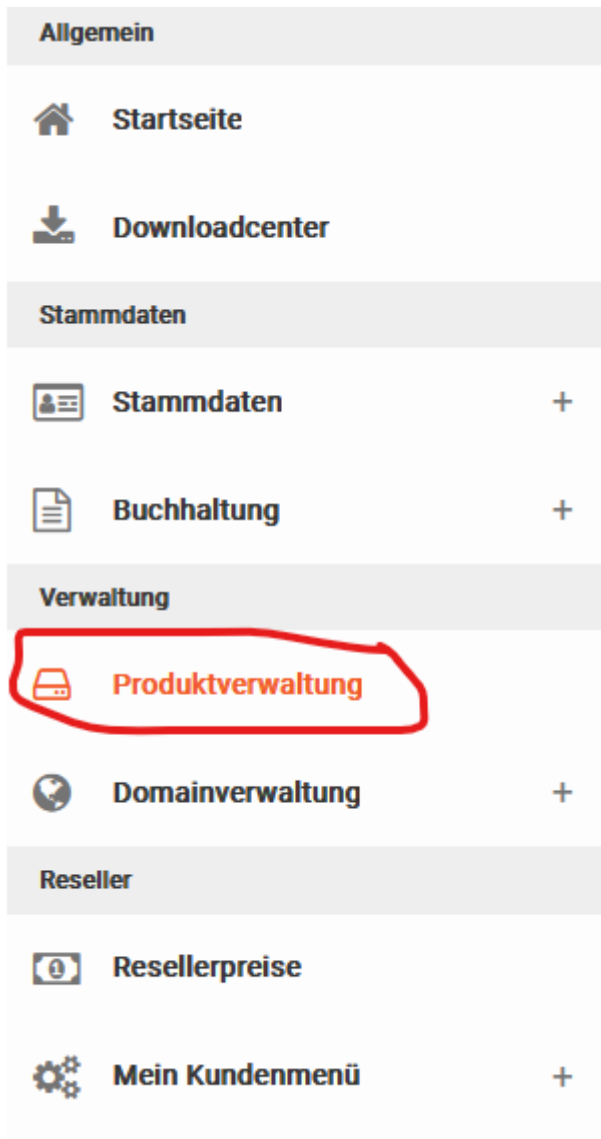 Allgemein
Startseite
Downloadcenter
Stammdaten
Stammdaten +
Buchhaltung +
Verwaltung
Produktverwaltung
Domainverwaltung +
Reseller
Resellerpreise
Mein Kundenmenü +